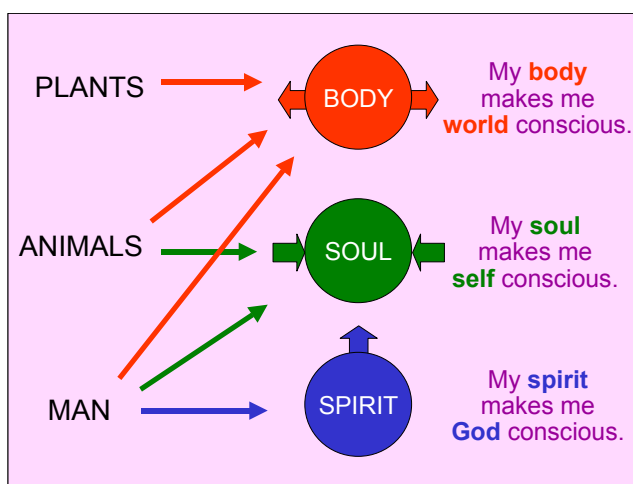 PLANTS
BODY
My body
makes me
world conscious.
ANIMALS
SOUL
My soul
makes me
self conscious.
MAN
SPIRIT
My spirit
makes me
God conscious.